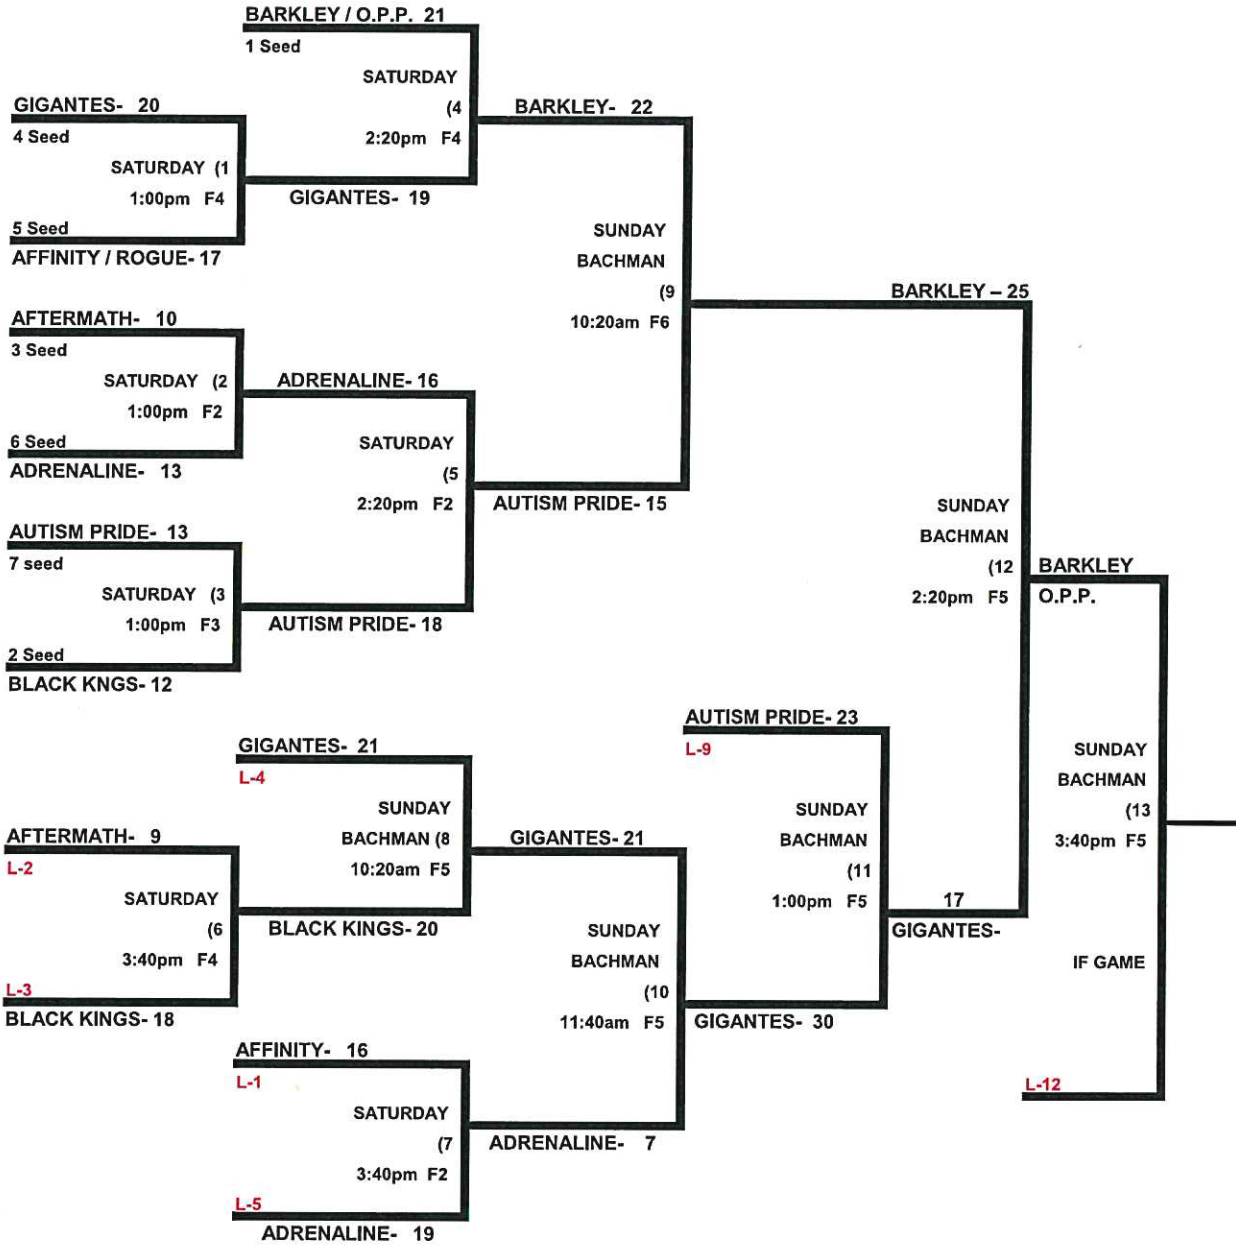 BARKLEY / O.P.P. 21
1 Seed
SATURDAY
(4
2:20pm F4
GIGANTES- 20
4 Seed
SATURDAY (1
1:00pm F4
5 Seed
AFFINITY / ROGUE- 17
GIGANTES- 19
BARKLEY- 22
SUNDAY
BACHMAN
(9
10:20am F6
AFTERMATH- 10
3 Seed
SATURDAY (2
1:00pm F2
6 Seed
ADRENALINE- 13
ADRENALINE- 16
SATURDAY
(5
2:20pm F2
AUTISM PRIDE- 15
AUTISM PRIDE- 13
7 seed
SATURDAY (3
1:00pm F3
2 Seed
BLACK KNGS- 12
AUTISM PRIDE- 18
BARKLEY – 25
SUNDAY
BACHMAN
(12
2:20pm F5
BARKLEY
O.P.P.
AUTISM PRIDE- 23
L-9
SUNDAY
BACHMAN
(11
1:00pm F5
17
GIGANTES-
SUNDAY
BACHMAN
(13
3:40pm F5
IF GAME
L-12
GIGANTES- 21
L-4
SUNDAY
BACHMAN (8
10:20am F5
AFTERMATH- 9
L-2
SATURDAY
(6
3:40pm F4
L-3
BLACK KINGS- 18
BLACK KINGS- 20
GIGANTES- 21
SUNDAY
BACHMAN
(10
11:40am F5
GIGANTES- 30
AFFINITY- 16
L-1
SATURDAY
(7
3:40pm F2
L-5
ADRENALINE- 19
ADRENALINE- 7